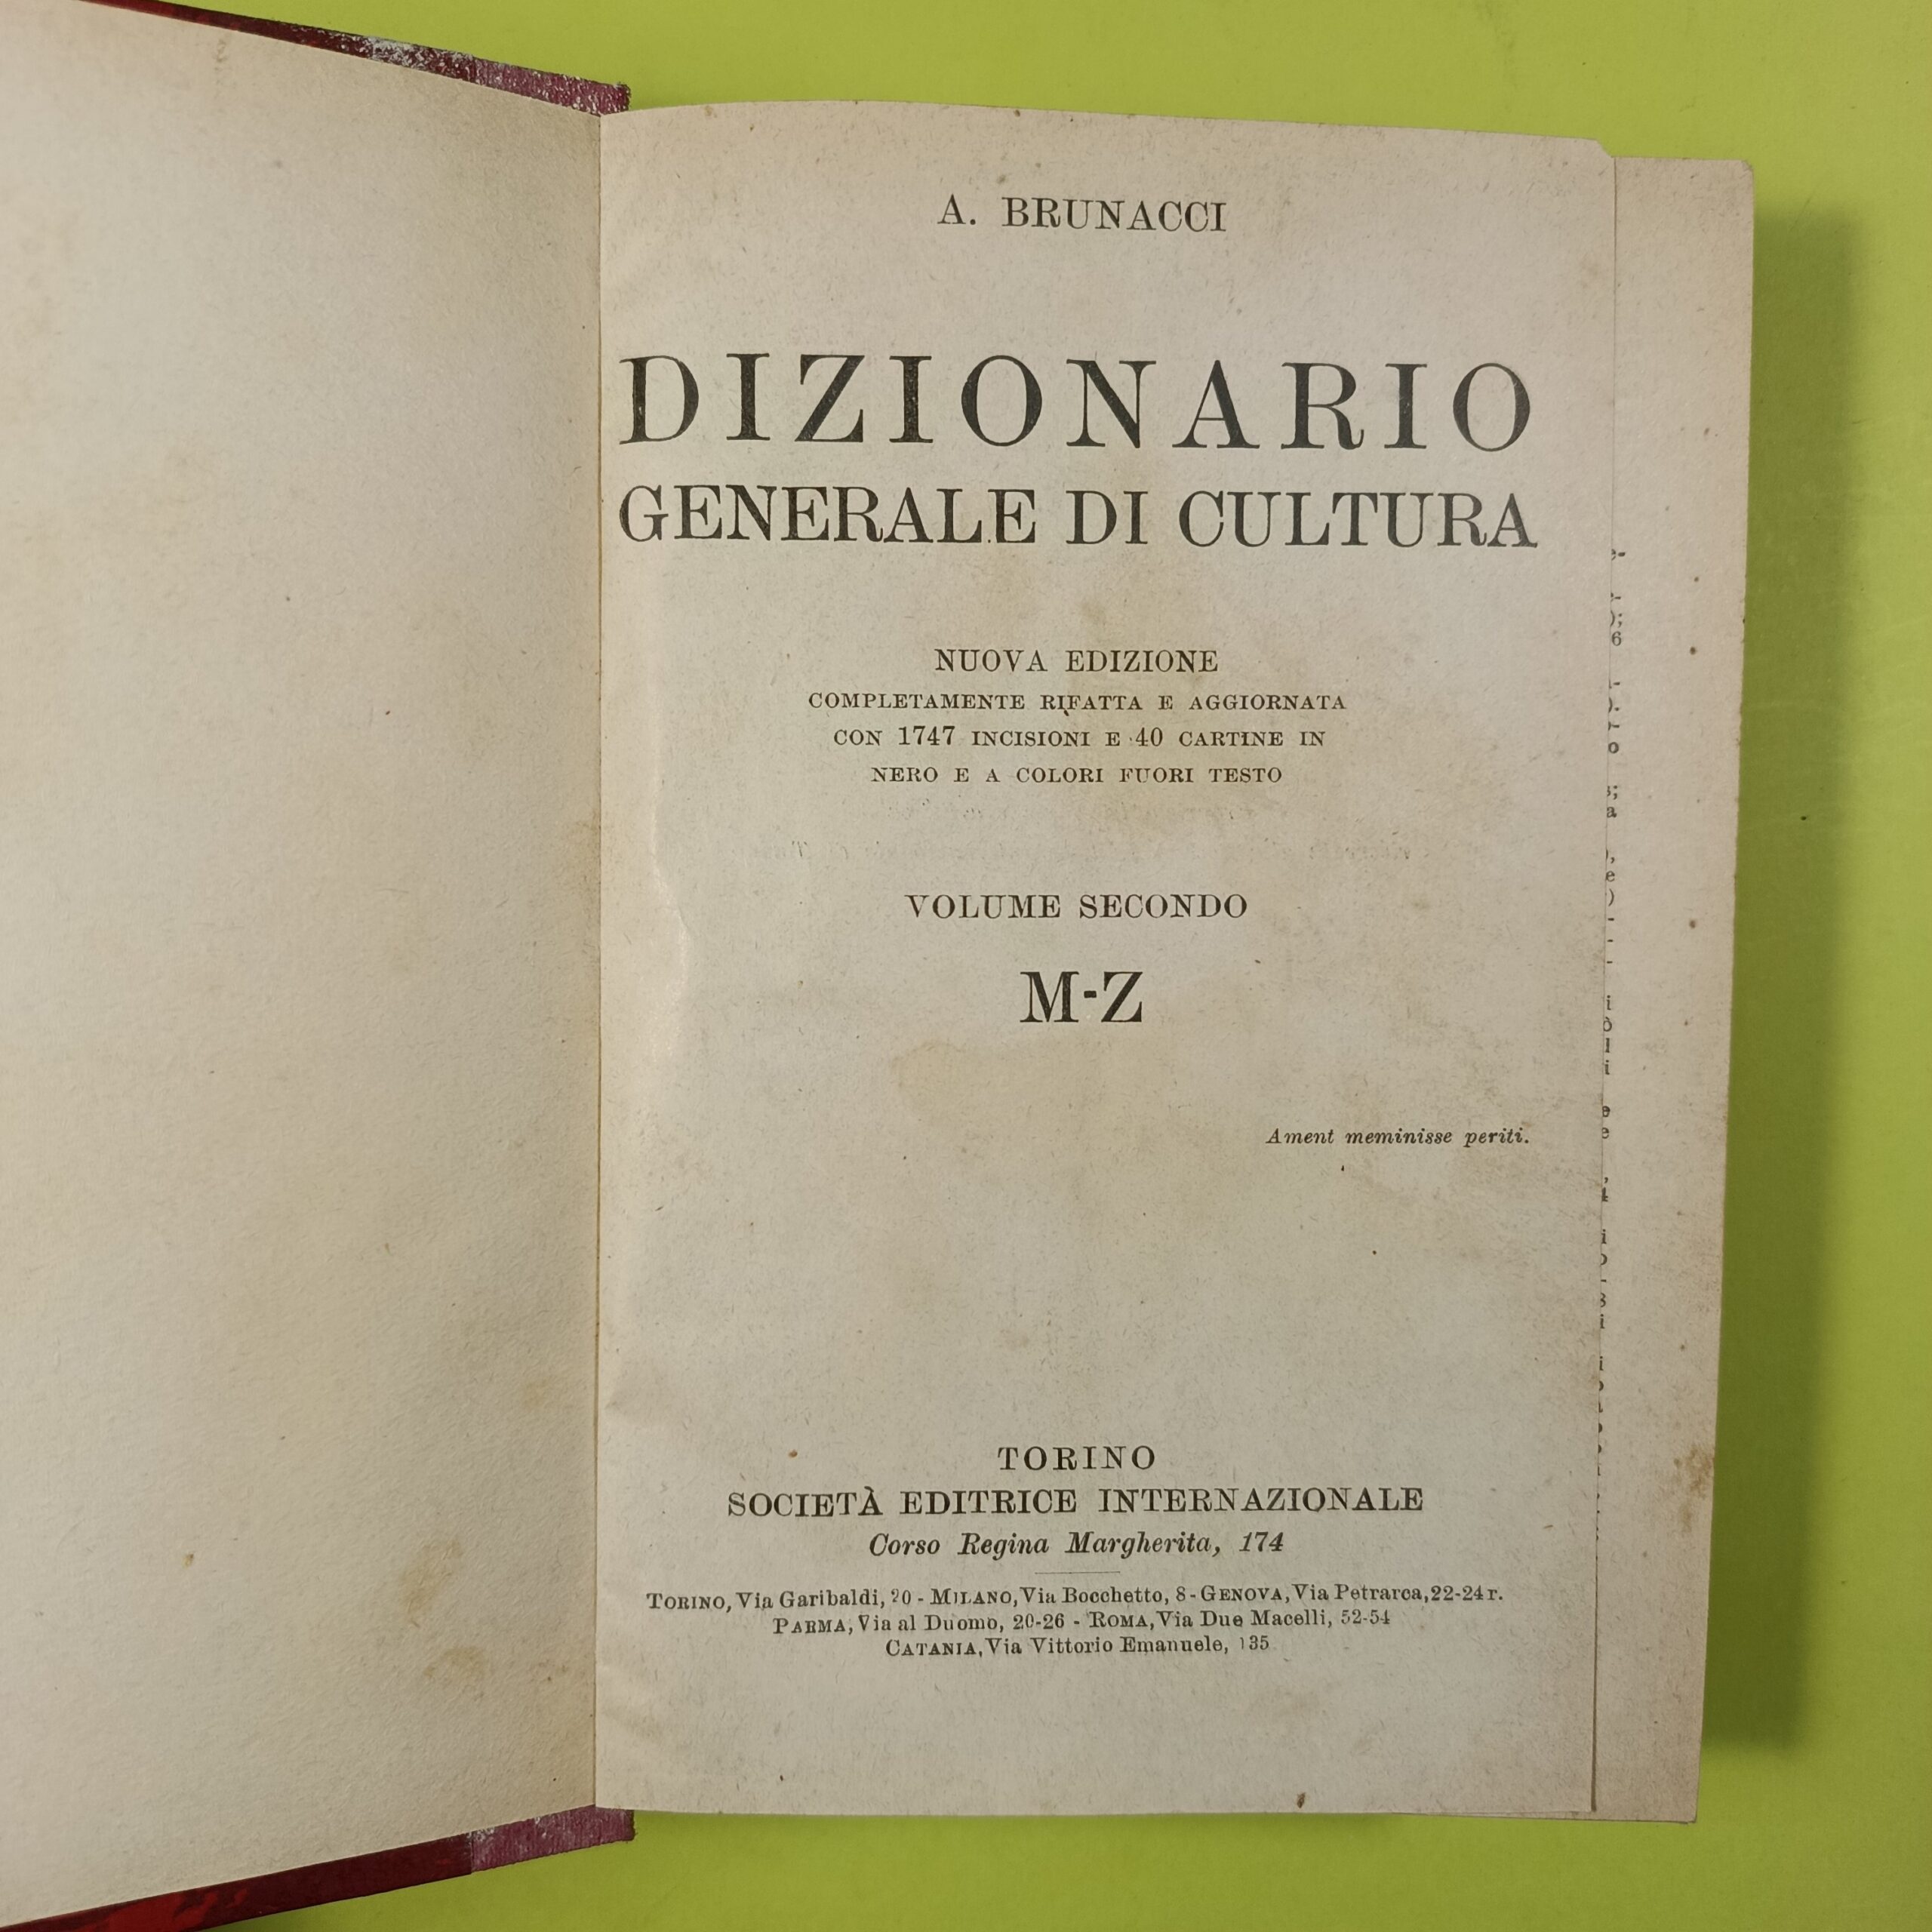 A. BRUNACCI
DIZIONARIO
GENERALE DI CULTURA
NUOVA EDIZIONE
COMPLETAMENTE RIFATTA E AGGIORNATA
CON 1747 INCISIONI E 40 CARTINE IN
NERO E A COLORI FUORI TESTO
VOLUME SECONDO
M-Z
Ament meminisse periti.
TORINO
SOCIETÀ EDITRICE INTERNAZIONALE
Corso Regina Margherita, 174
TORINO, Via Garibaldi, 20 - MILANO, Via Bocchetto, 8 - GENOVA, Via Petrarca, 22-24 r.
PARMA, Via al Duomo, 20-26 - ROMA, Via Due Macelli, 52-54
CATANIA, Via Vittorio Emanuele, 135